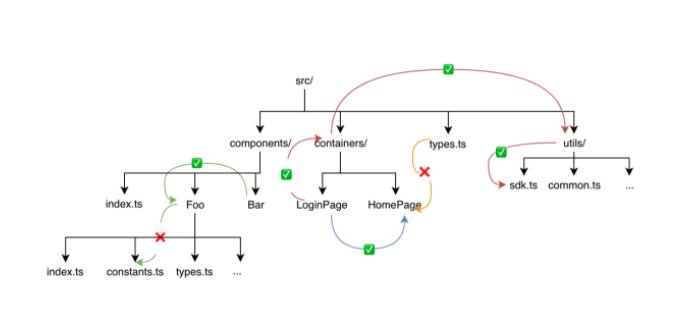 src/
components/
containers/
types.ts
utils/
index.ts
Foo
Bar
LoginPage
HomePage
sdk.ts
common.ts
...
index.ts
constants.ts
types.ts
...